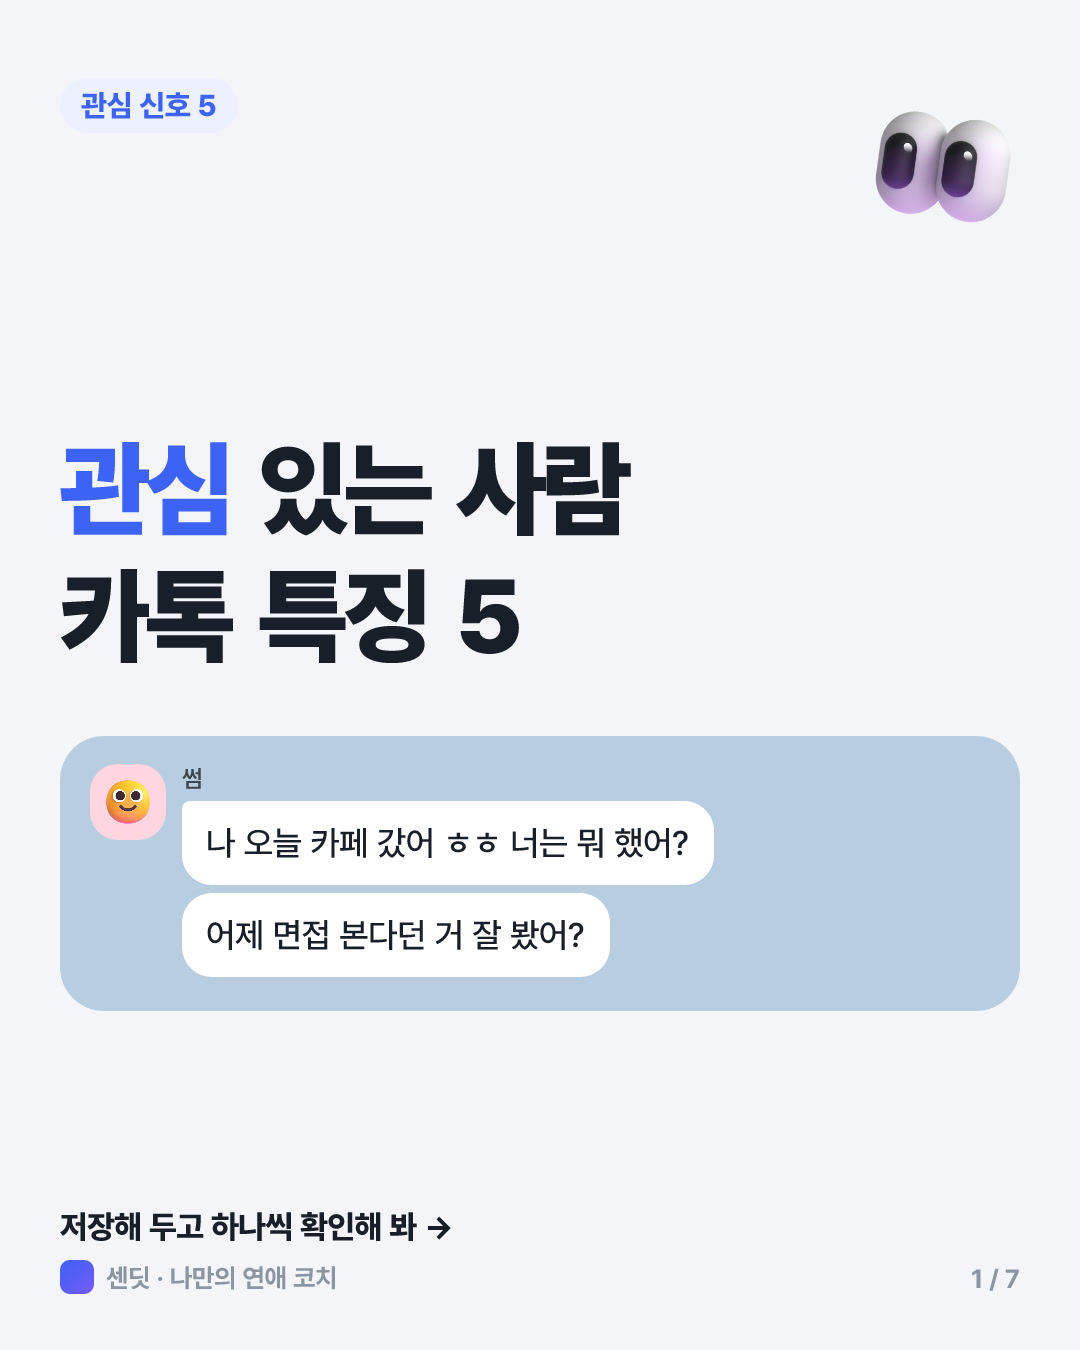 관심 신호 5
관심 있는 사람
카톡 특징 5
썸
나 오늘 카페 갔어 ㅎㅎ 너는 뭐 했어?
어제 면접 본다던 거 잘 봤어?
저장해 두고 하나씩 확인해 봐 →
센딧 · 나만의 연애 코치
1 / 7